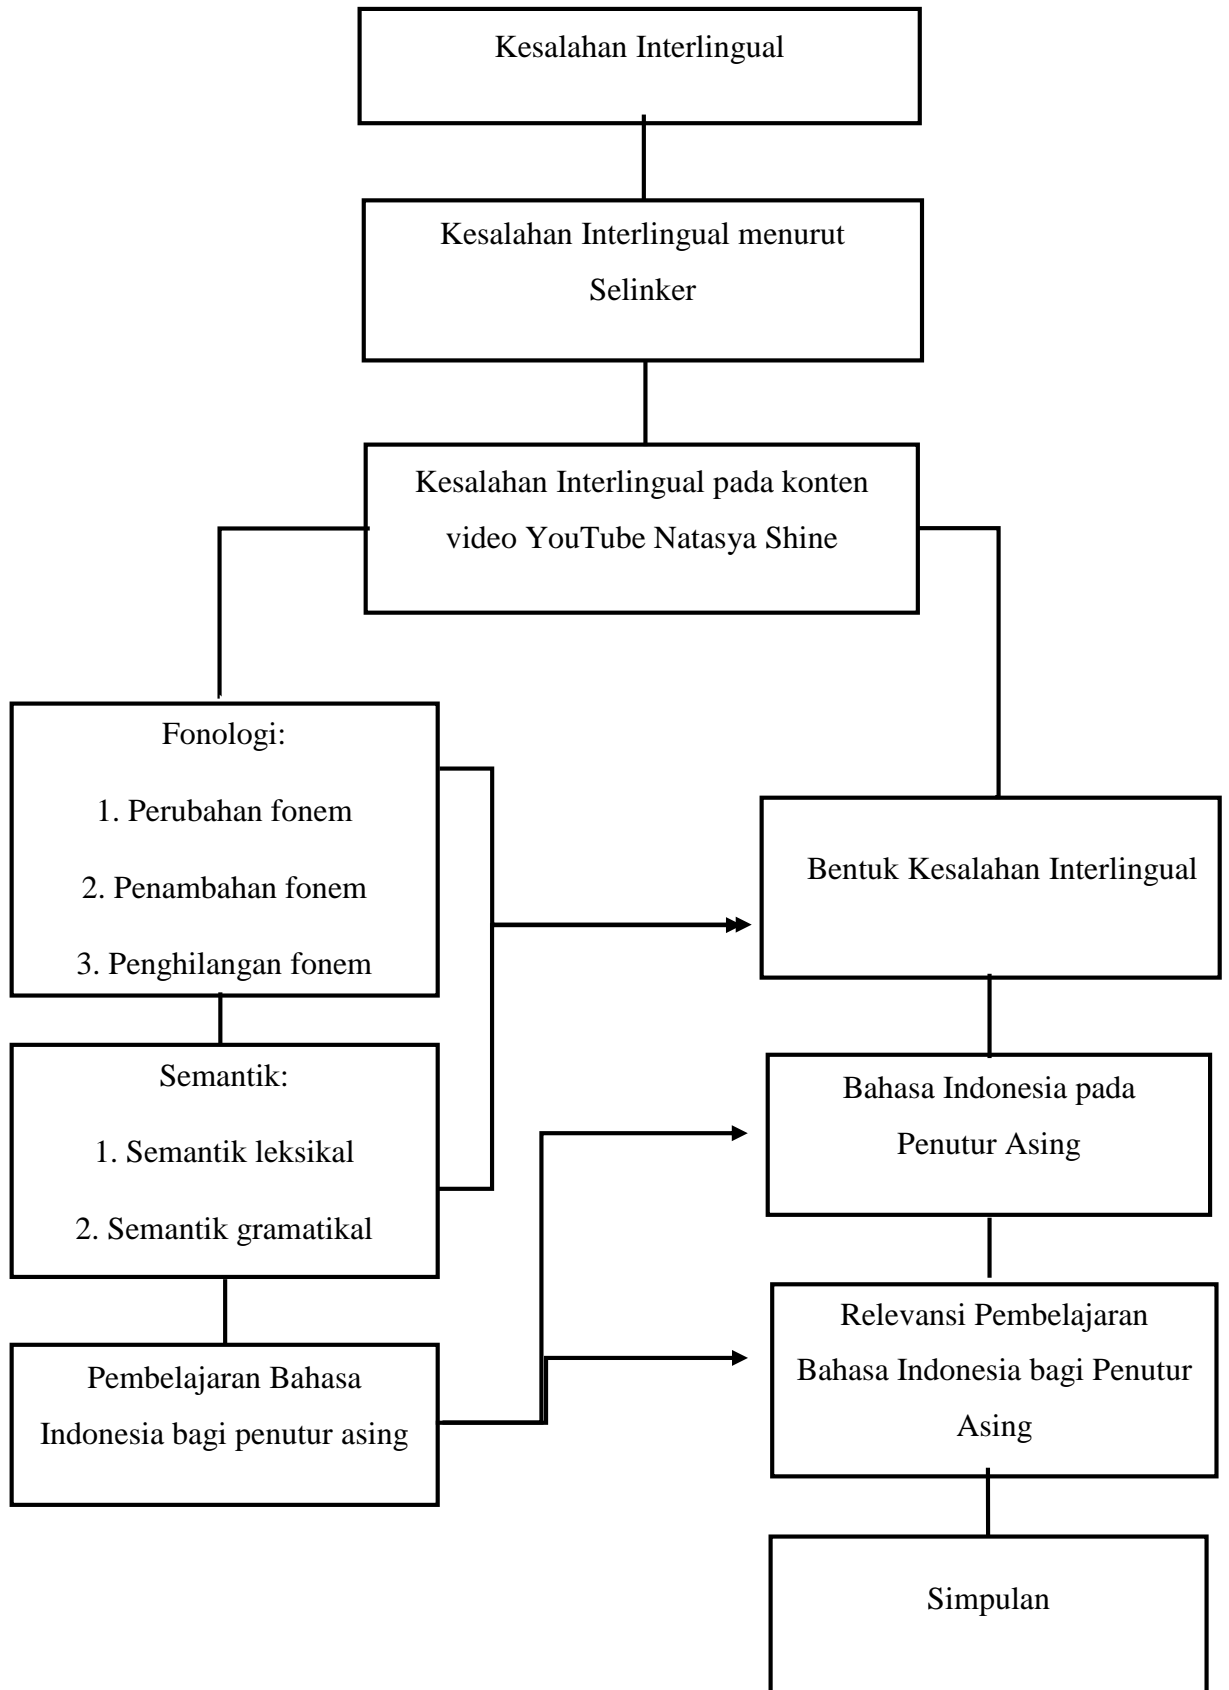 Kesalahan Interlingual
Kesalahan Interlingual menurut
Selinker
Kesalahan Interlingual pada konten
video YouTube Natasya Shine
Fonologi:
1. Perubahan fonem
2. Penambahan fonem
3. Penghilangan fonem
Semantik:
1. Semantik leksikal
2. Semantik gramatikal
Pembelajaran Bahasa
Indonesia bagi penutur asing
Bentuk Kesalahan Interlingual
Bahasa Indonesia pada
Penutur Asing
Relevansi Pembelajaran
Bahasa Indonesia bagi Penutur
Asing
Simpulan